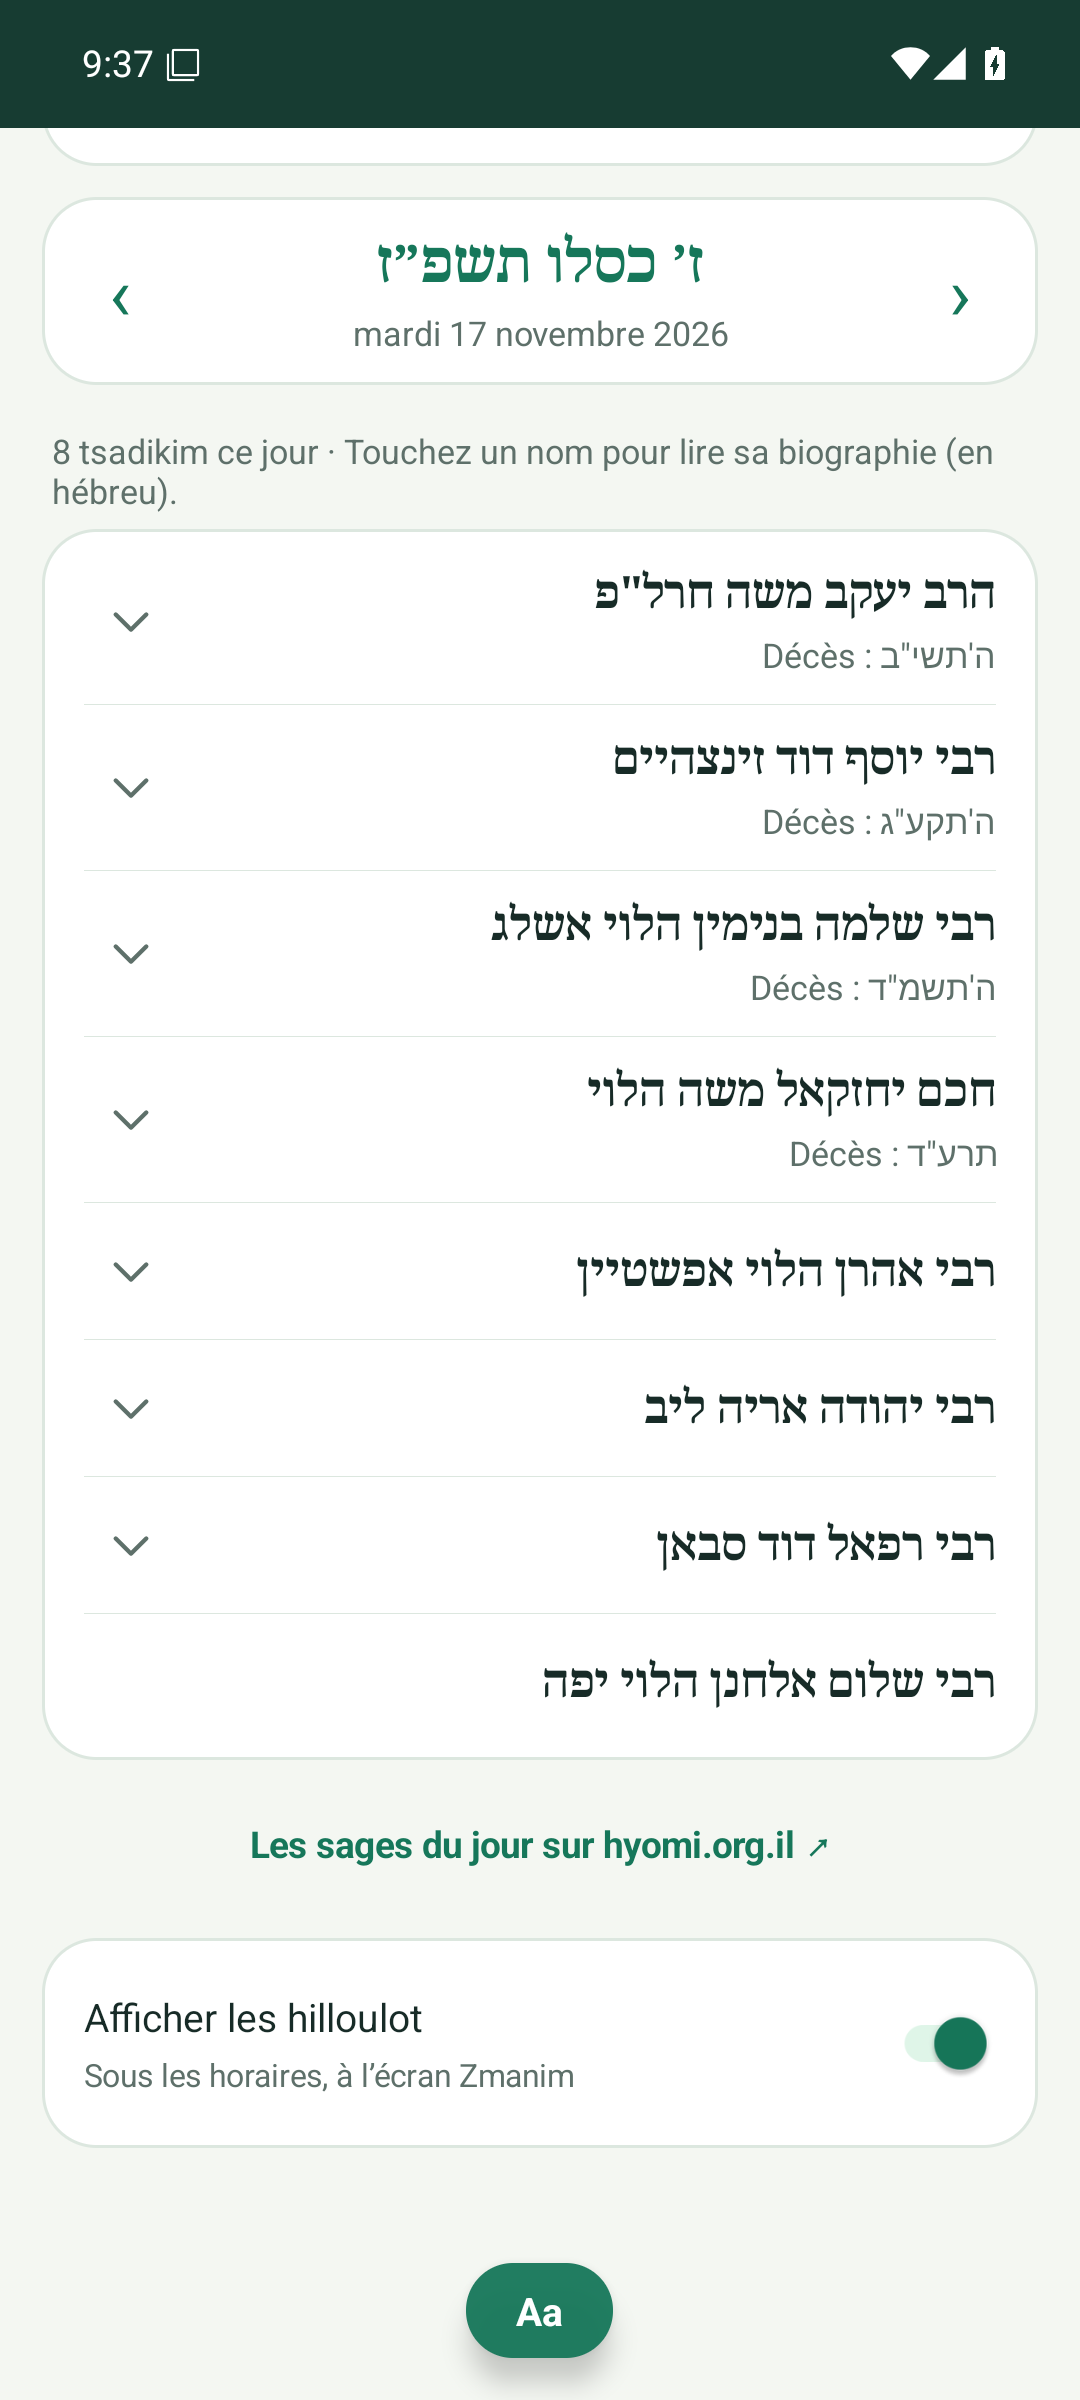 9:37
ז׳ כסלו תשפ״ז
mardi 17 novembre 2026
8 tsadikim ce jour · Touchez un nom pour lire sa biographie (en
hébreu).
הרב יעקב משה חרל"פ
Décès : ה'תשי"ב
רבי יוסף דוד זינצהיים
Décès : ה'תקע"ג
רבי שלמה בנימין הלוי אשלג
Décès : ה'תשמ"ד
חכם יחזקאל משה הלוי
Décès : תרע"ד
רבי אהרן הלוי אפשטיין
רבי יהודה אריה ליב
רבי רפאל דוד סבאן
רבי שלום אלחנן הלוי יפה
Les sages du jour sur hyomi.org.il ↗
Afficher les hilloulot
Sous les horaires, à l’écran Zmanim
Aa